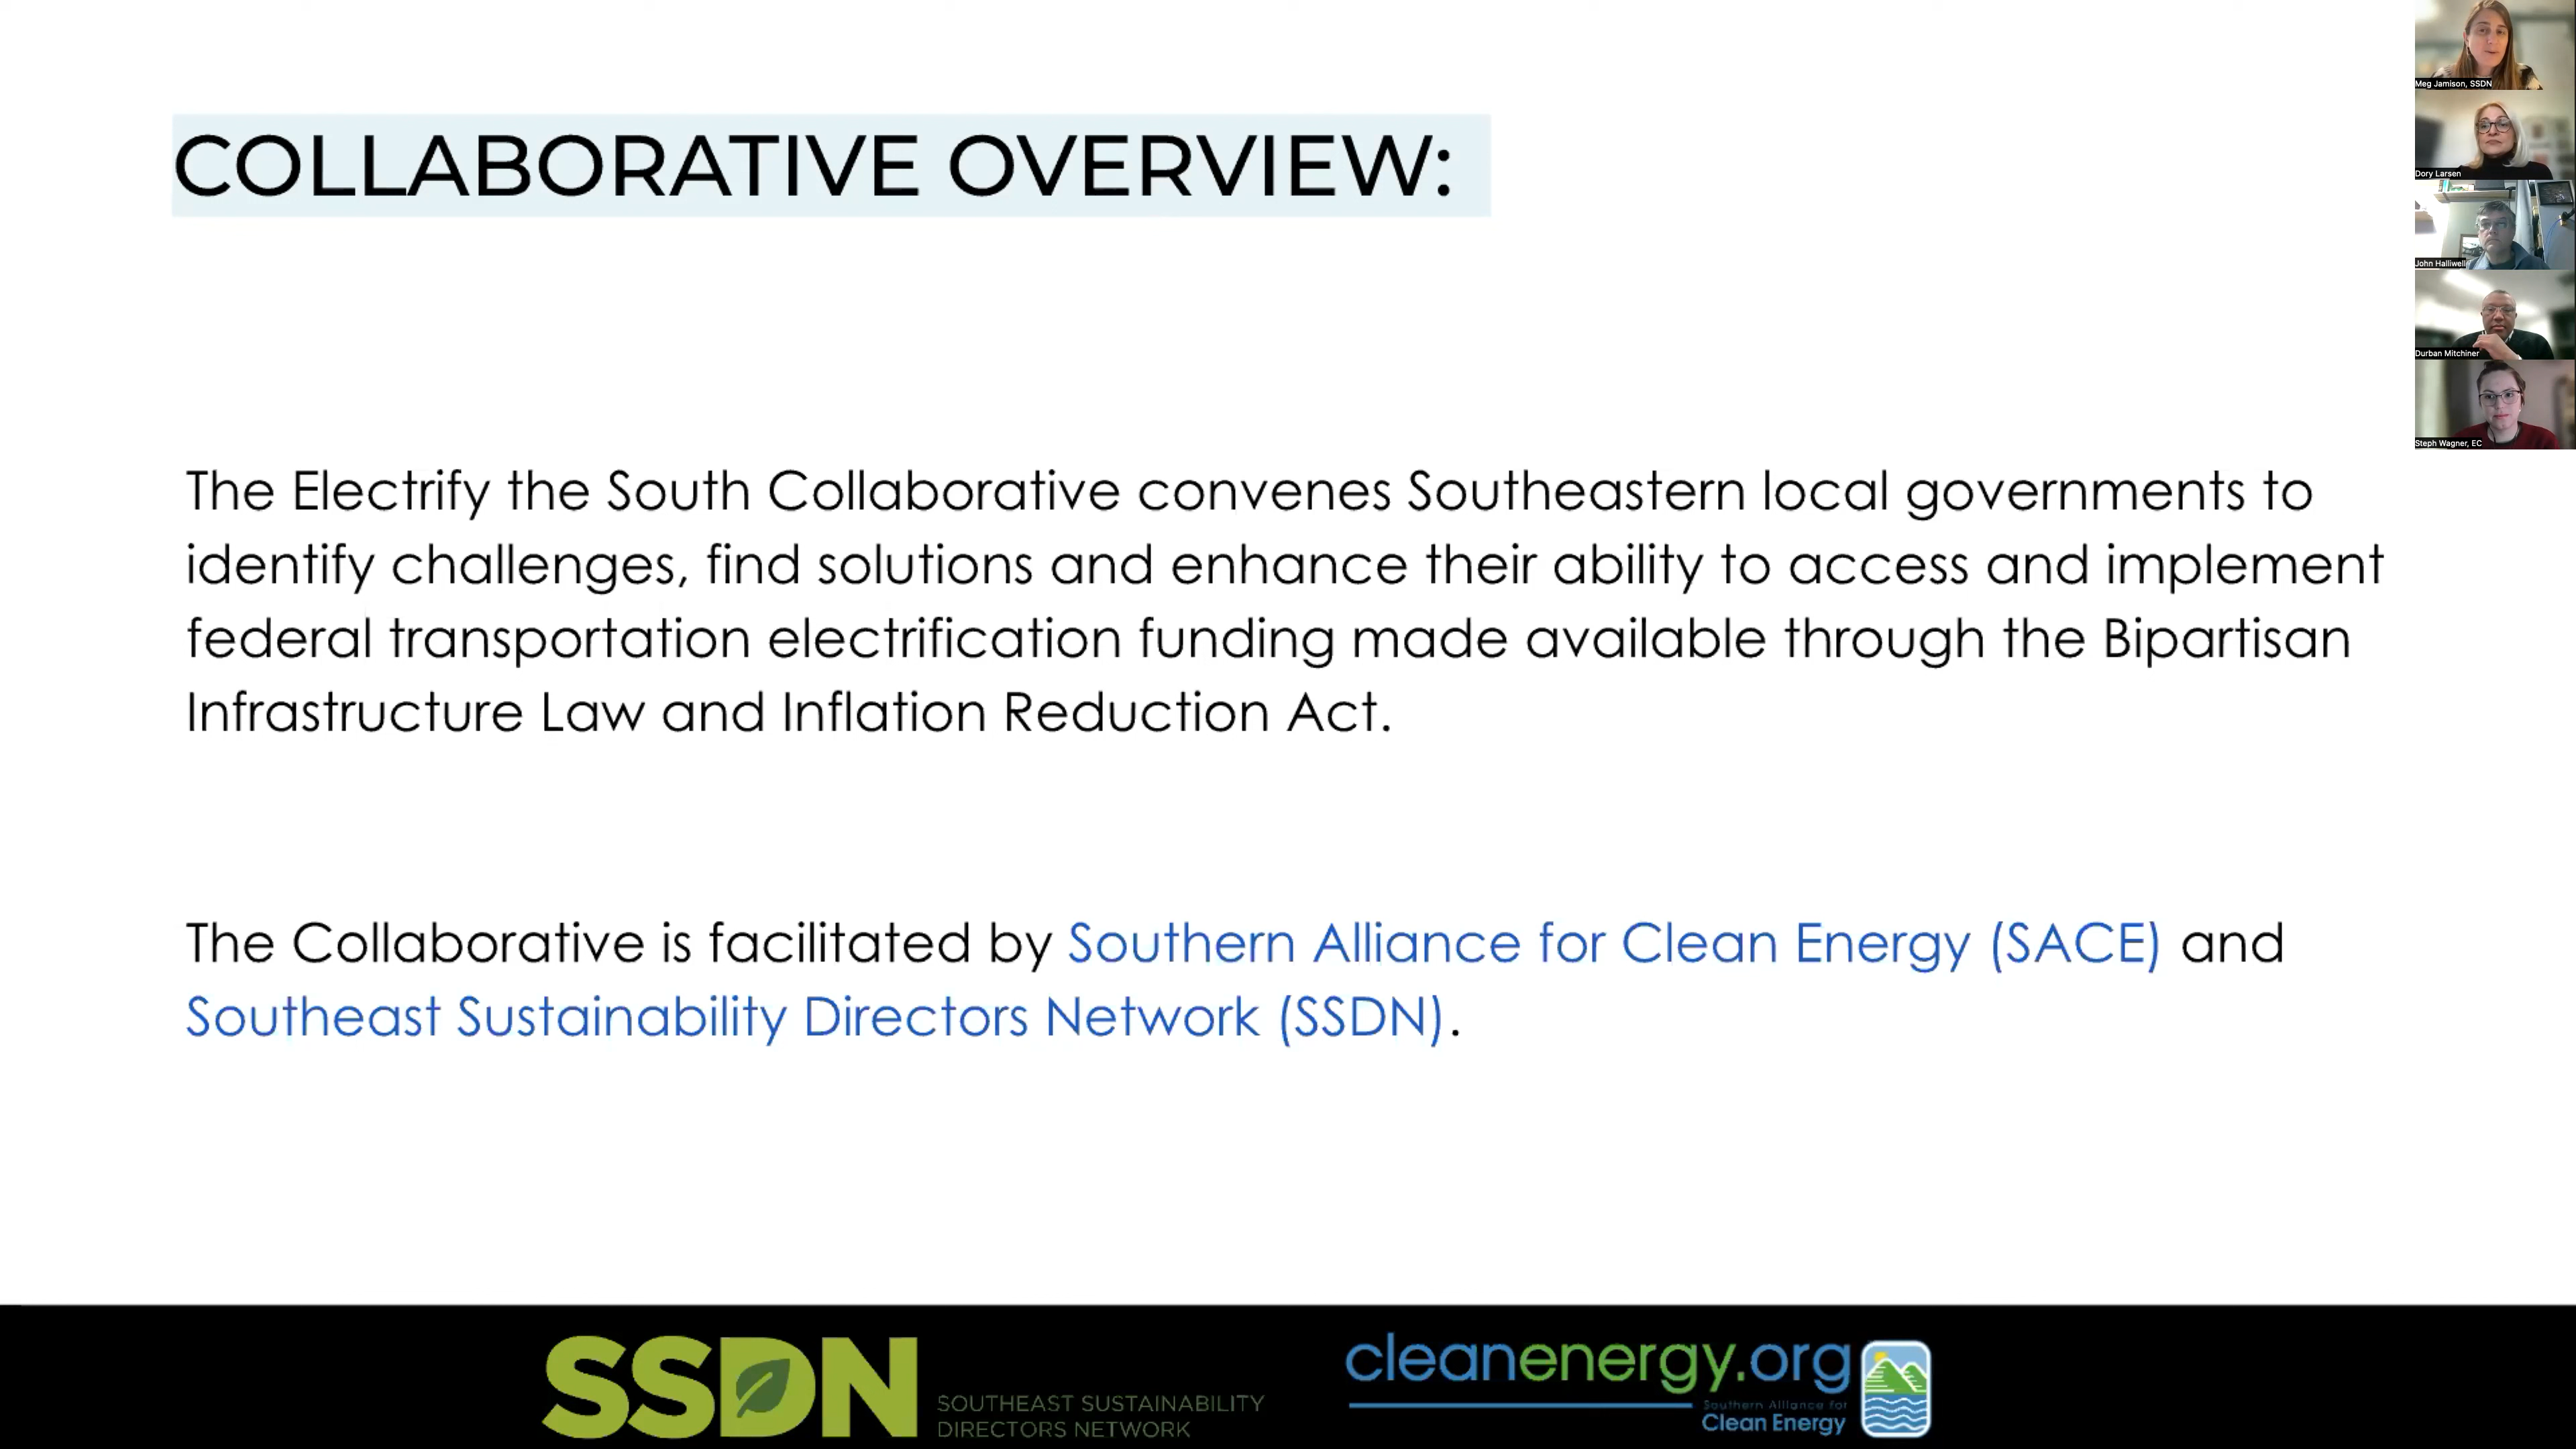 COLLABORATIVE OVERVIEW:
The Electrify the South Collaborative convenes Southeastern local governments to
identify challenges, find solutions and enhance their ability to access and implement
federal transportation electrification funding made available through the Bipartisan
Infrastructure Law and Inflation Reduction Act.
The Collaborative is facilitated by Southern Alliance for Clean Energy (SACE) and
Southeast Sustainability Directors Network (SSDN).
Meg Jamison, SSDN
Dory Larsen
John Halliwell
Durban Mitchiner
Steph Wagner, EC
SSDN
SOUTHEAST SUSTAINABILITY
DIRECTORS NETWORK
cleanenergy.org
Southern Alliance for
Clean Energy